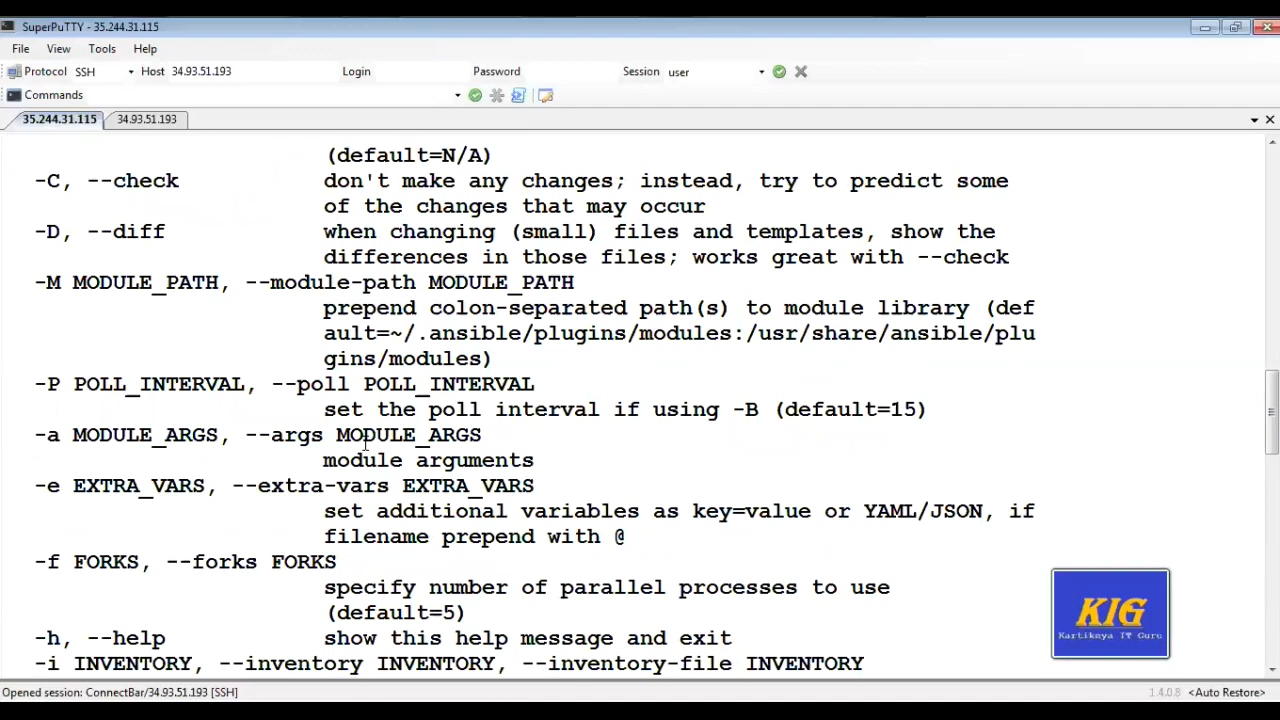 SuperPuTTY - 35.244.31.115
File View Tools Help
Protocol SSH Host 34.93.51.193 Login Password Session user
Commands
35.244.31.115 34.93.51.193
(default=N/A)
-C, --check don't make any changes; instead, try to predict some
of the changes that may occur
-D, --diff when changing (small) files and templates, show the
differences in those files; works great with --check
-M MODULE_PATH, --module-path MODULE_PATH
prepend colon-separated path(s) to module library (def
ault=~/.ansible/plugins/modules:/usr/share/ansible/plu
gins/modules)
-P POLL_INTERVAL, --poll POLL_INTERVAL
set the poll interval if using -B (default=15)
-a MODULE_ARGS, --args MODULE_ARGS
module arguments
-e EXTRA_VARS, --extra-vars EXTRA_VARS
set additional variables as key=value or YAML/JSON, if
filename prepend with @
-f FORKS, --forks FORKS
specify number of parallel processes to use
(default=5)
-h, --help show this help message and exit
-i INVENTORY, --inventory INVENTORY, --inventory-file INVENTORY
KIG
Kartikeya IT Guru
Opened session: ConnectBar/34.93.51.193 [SSH] 1.4.0.8 <Auto Restore>